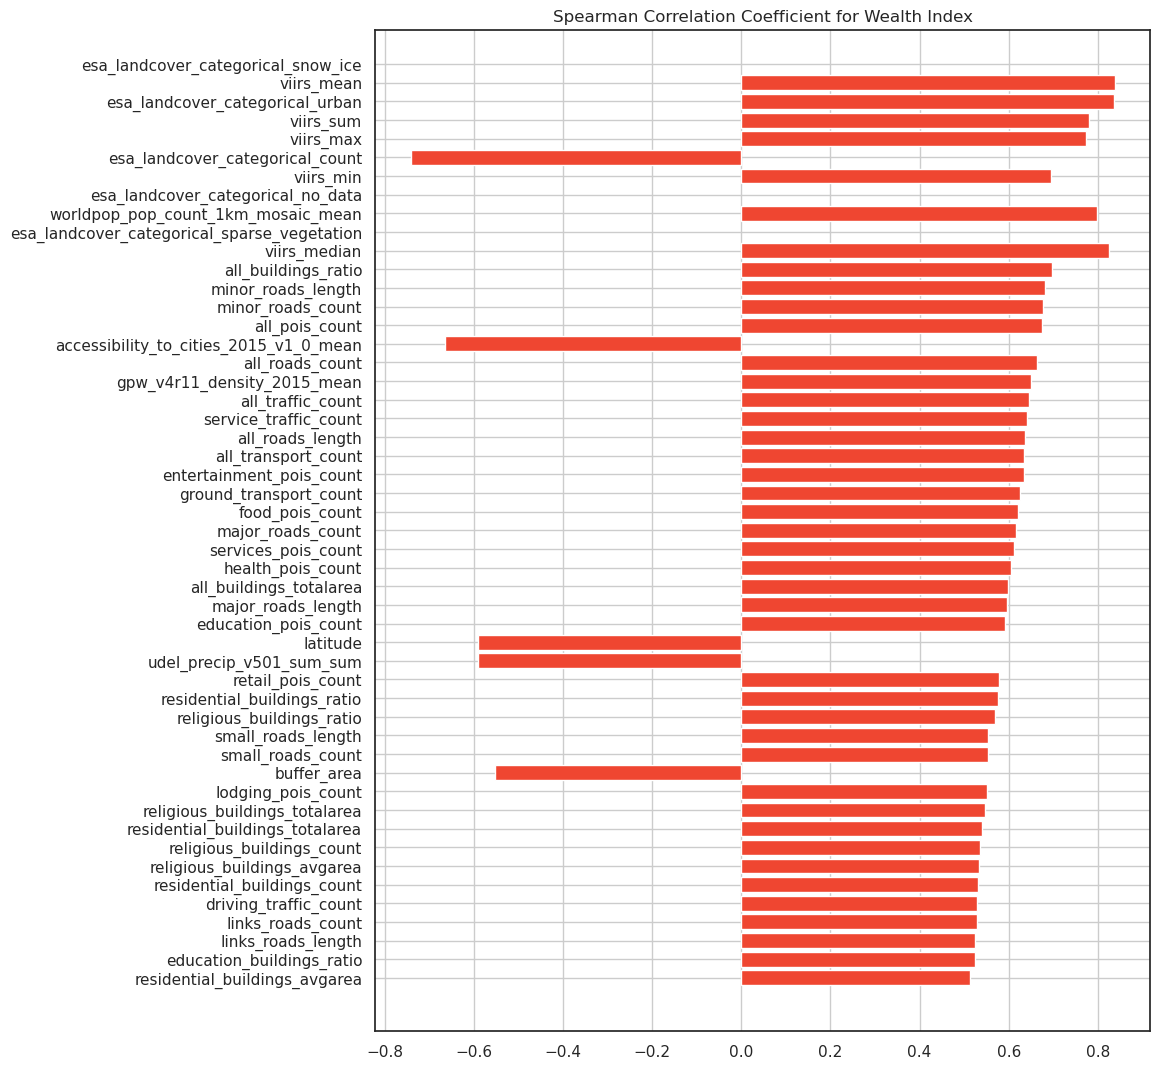 Spearman Correlation Coefficient for Wealth Index
esa_landcover_categorical_snow_ice
viirs_mean
esa_landcover_categorical_urban
viirs_sum
viirs_max
esa_landcover_categorical_count
viirs_min
esa_landcover_categorical_no_data
worldpop_pop_count_1km_mosaic_mean
esa_landcover_categorical_sparse_vegetation
viirs_median
all_buildings_ratio
minor_roads_length
minor_roads_count
all_pois_count
accessibility_to_cities_2015_v1_0_mean
all_roads_count
gpw_v4r11_density_2015_mean
all_traffic_count
service_traffic_count
all_roads_length
all_transport_count
entertainment_pois_count
ground_transport_count
food_pois_count
major_roads_count
services_pois_count
health_pois_count
all_buildings_totalarea
major_roads_length
education_pois_count
latitude
udel_precip_v501_sum_sum
retail_pois_count
residential_buildings_ratio
religious_buildings_ratio
small_roads_length
small_roads_count
buffer_area
lodging_pois_count
religious_buildings_totalarea
residential_buildings_totalarea
religious_buildings_count
religious_buildings_avgarea
residential_buildings_count
driving_traffic_count
links_roads_count
links_roads_length
education_buildings_ratio
residential_buildings_avgarea
−0.8 −0.6 −0.4 −0.2 0.0 0.2 0.4 0.6 0.8